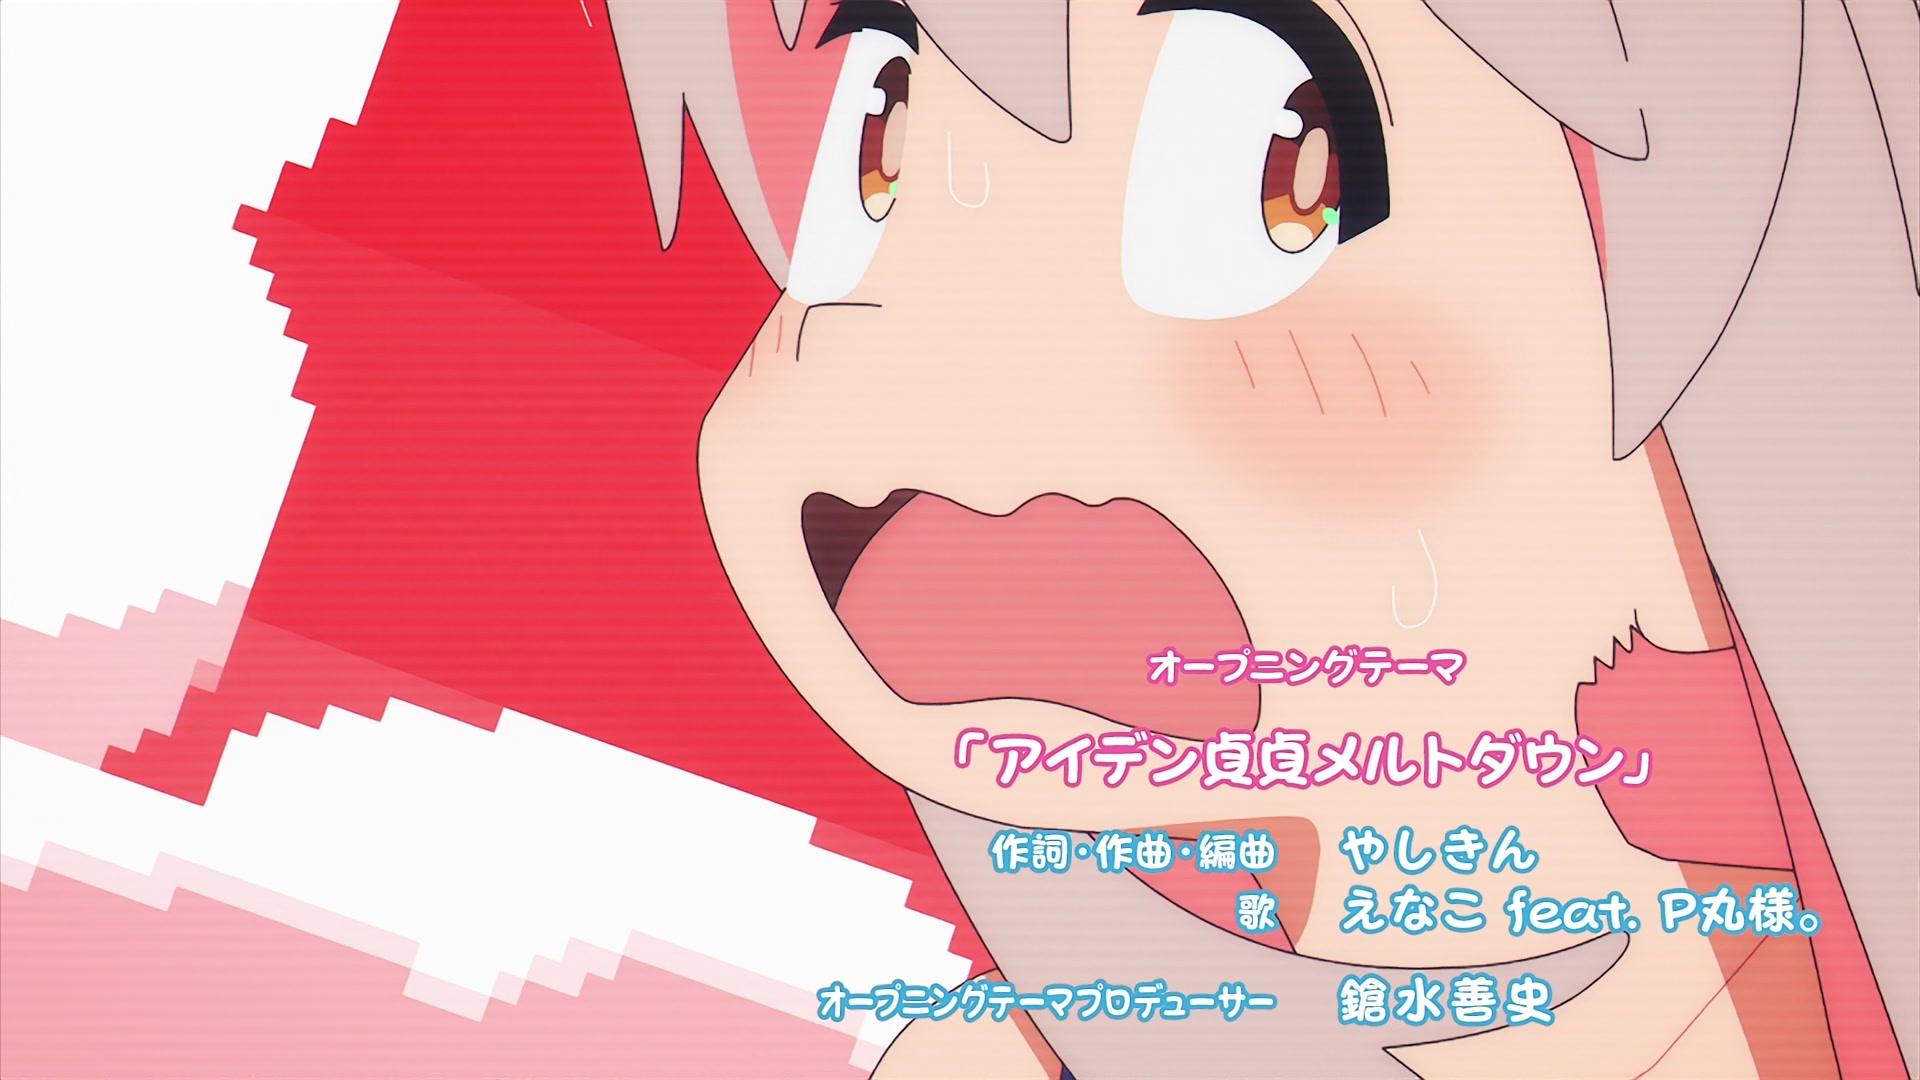 オープニングテーマ
「アイデン貞貞メルトダウン」
作詞・作曲・編曲 やしきん
歌 えなこ feat. P丸様。
オープニングテーマプロデューサー 鎗水善史